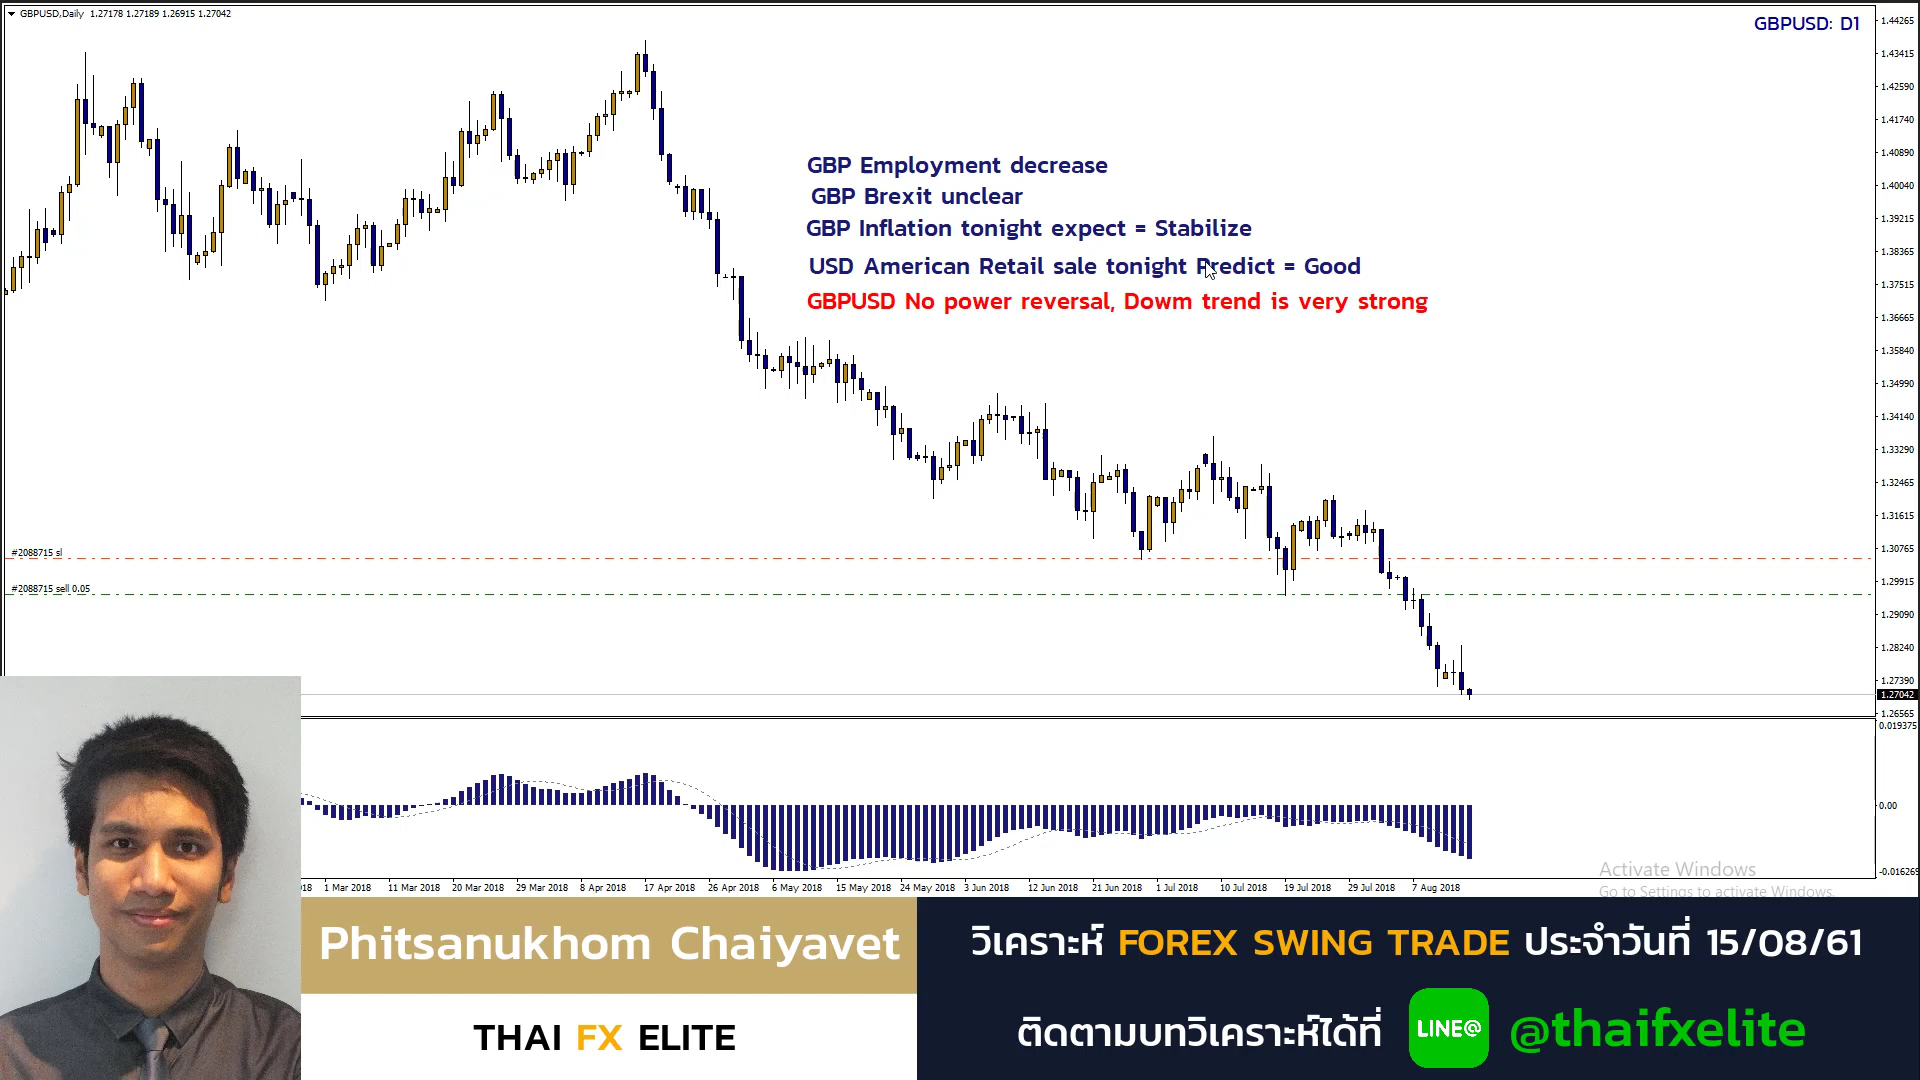 GBPUSD,Daily 1.27178 1.27189 1.26915 1.27042
GBPUSD: D1
1.44265
1.43415
1.42590
1.41740
1.40890
1.40040
1.39215
1.38365
1.37515
1.36665
1.35840
1.34990
1.34140
1.33290
1.32465
1.31615
1.30765
1.29915
1.29090
1.28240
1.27390
1.27042
1.26565
GBP Employment decrease
GBP Brexit unclear
GBP Inflation tonight expect = Stabilize
USD American Retail sale tonight Predict = Good
GBPUSD No power reversal, Dowm trend is very strong
#2088715 sl
#2088715 sell 0.05
0.019375
0.00
-0.016269
1 Mar 2018 11 Mar 2018 20 Mar 2018 29 Mar 2018 8 Apr 2018 17 Apr 2018 26 Apr 2018 6 May 2018 15 May 2018 24 May 2018 3 Jun 2018 12 Jun 2018 21 Jun 2018 1 Jul 2018 10 Jul 2018 19 Jul 2018 29 Jul 2018 7 Aug 2018
Activate Windows
Go to Settings to activate Windows.
Phitsanukhom Chaiyavet
THAI FX ELITE
วิเคราะห์ FOREX SWING TRADE ประจำวันที่ 15/08/61
ติดตามบทวิเคราะห์ได้ที่ LINE@ @thaifxelite